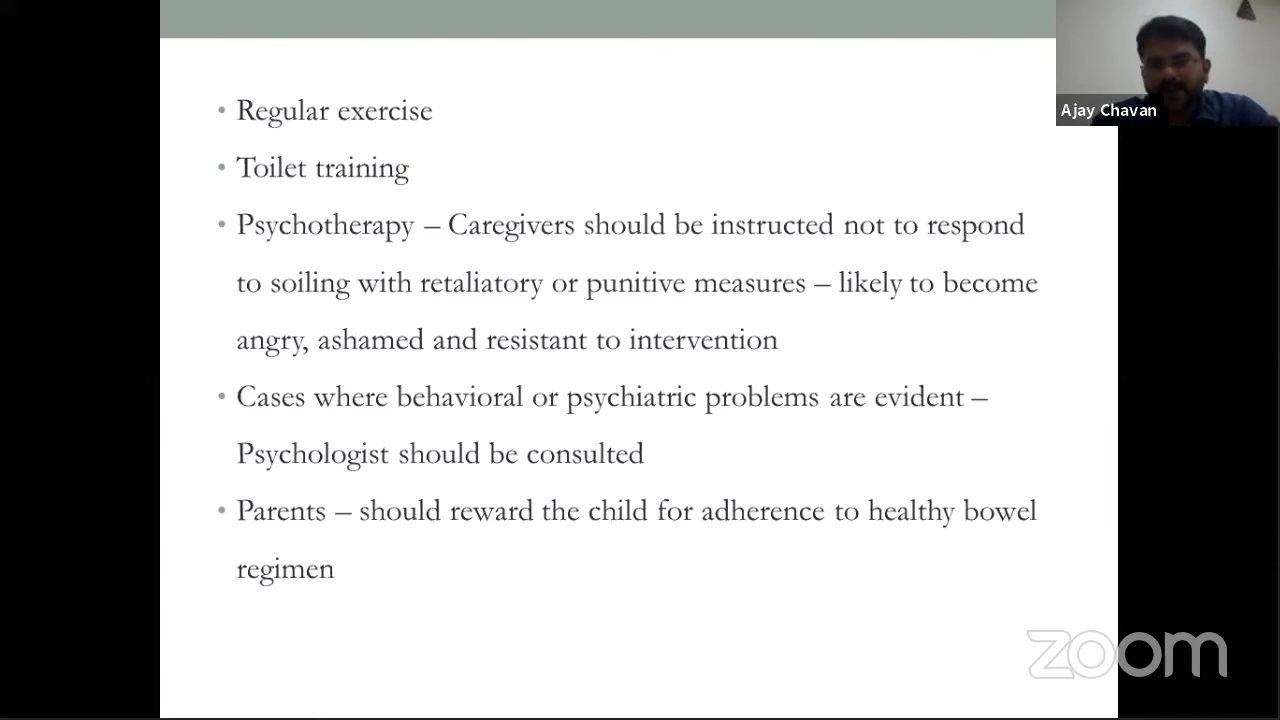 • Regular exercise
• Toilet training
• Psychotherapy – Caregivers should be instructed not to respond
to soiling with retaliatory or punitive measures – likely to become
angry, ashamed and resistant to intervention
• Cases where behavioral or psychiatric problems are evident –
Psychologist should be consulted
• Parents – should reward the child for adherence to healthy bowel
regimen
Ajay Chavan
zoom